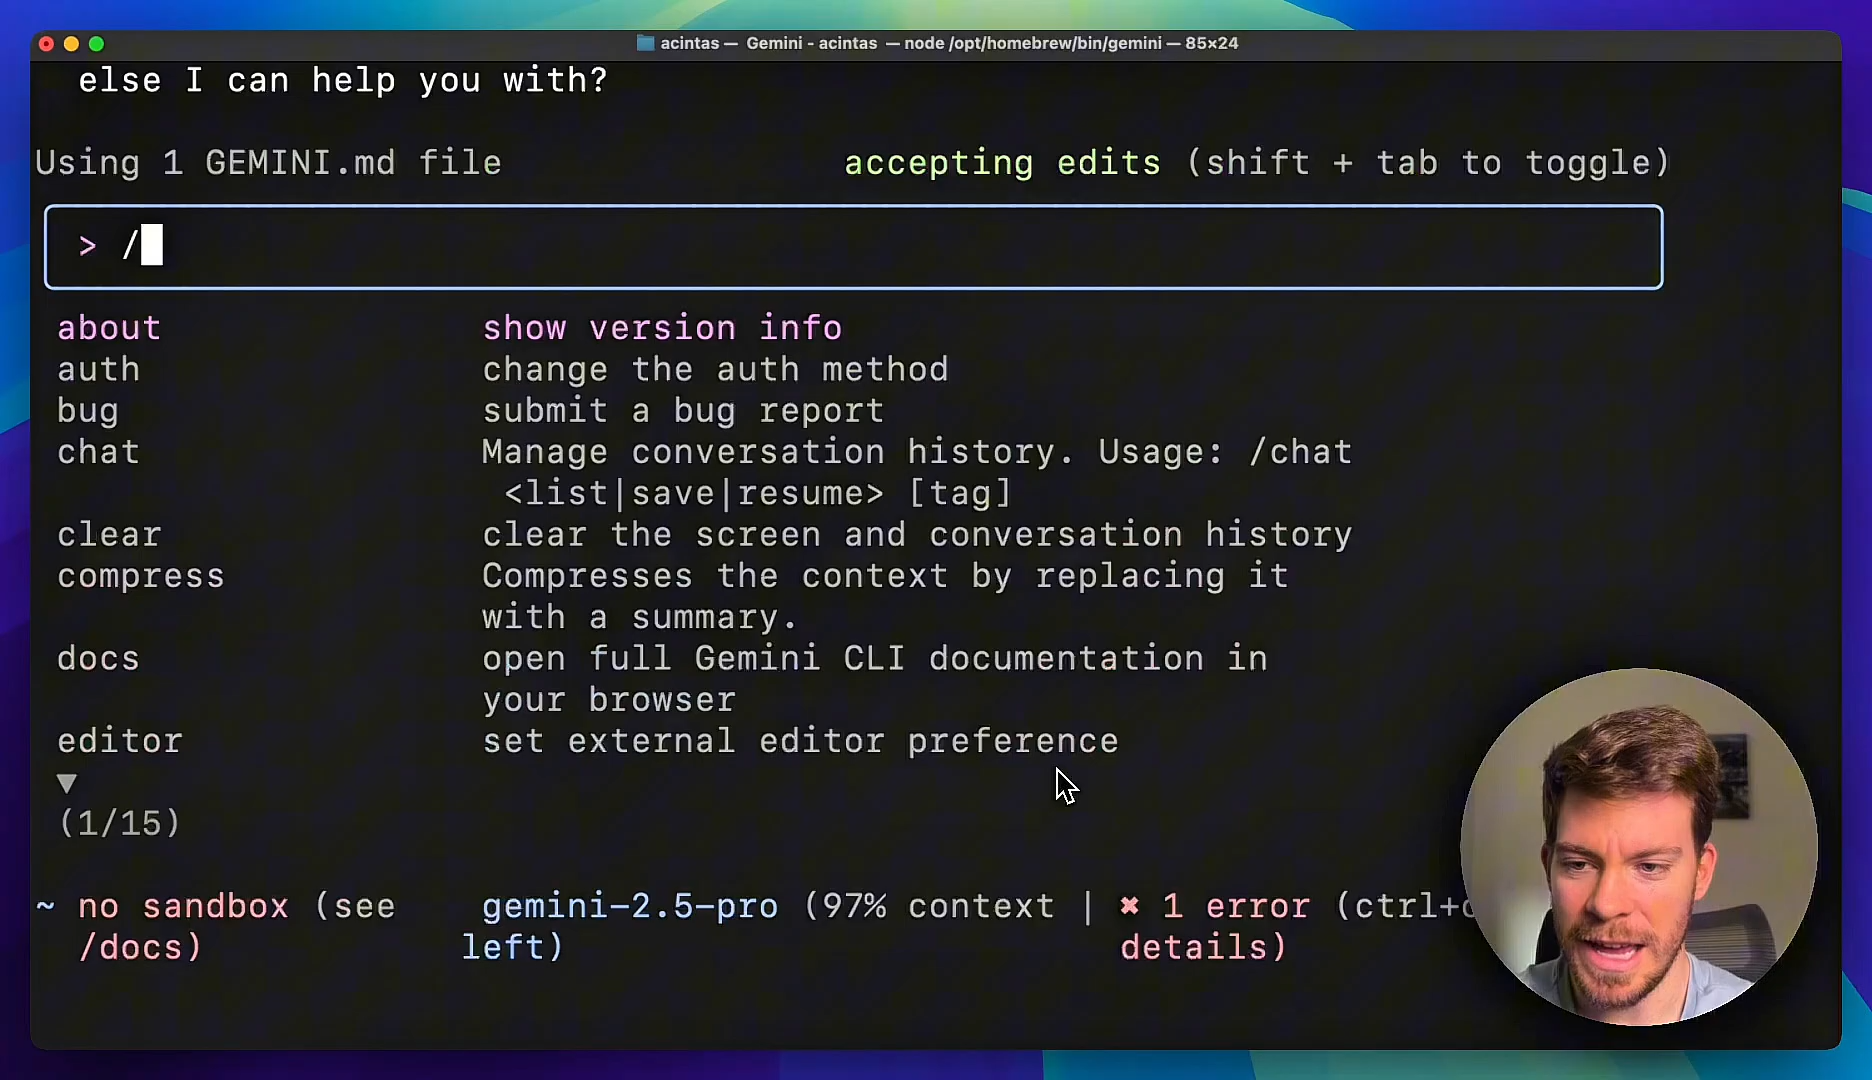 acintas — Gemini - acintas — node /opt/homebrew/bin/gemini — 85×24
else I can help you with?
Using 1 GEMINI.md file accepting edits (shift + tab to toggle)
> /
about show version info
auth change the auth method
bug submit a bug report
chat Manage conversation history. Usage: /chat
<list|save|resume> [tag]
clear clear the screen and conversation history
compress Compresses the context by replacing it
with a summary.
docs open full Gemini CLI documentation in
your browser
editor set external editor preference
▼
(1/15)
~ no sandbox (see gemini-2.5-pro (97% context | ✖ 1 error
/docs) left) details)